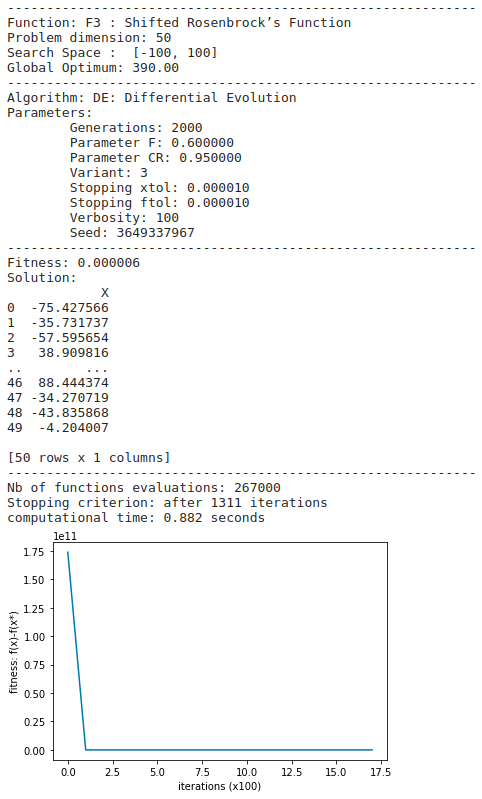 ------------------------------------------------------------
Function: F3 : Shifted Rosenbrock’s Function
Problem dimension: 50
Search Space :  [-100, 100]
Global Optimum: 390.00
------------------------------------------------------------
Algorithm: DE: Differential Evolution
Parameters:
        Generations: 2000
        Parameter F: 0.600000
        Parameter CR: 0.950000
        Variant: 3
        Stopping xtol: 0.000010
        Stopping ftol: 0.000010
        Verbosity: 100
        Seed: 3649337967
------------------------------------------------------------
Fitness: 0.000006
Solution:
            X
0  -75.427566
1  -35.731737
2  -57.595654
3   38.909816
..        ...
46  88.444374
47 -34.270719
48 -43.835868
49  -4.204007

[50 rows x 1 columns]
------------------------------------------------------------
Nb of functions evaluations: 267000
Stopping criterion: after 1311 iterations
computational time: 0.882 seconds
1e11
1.75
1.50
1.25
1.00
0.75
0.50
0.25
0.00
fitness: f(x)-f(x*)
0.0 2.5 5.0 7.5 10.0 12.5 15.0 17.5
iterations (x100)